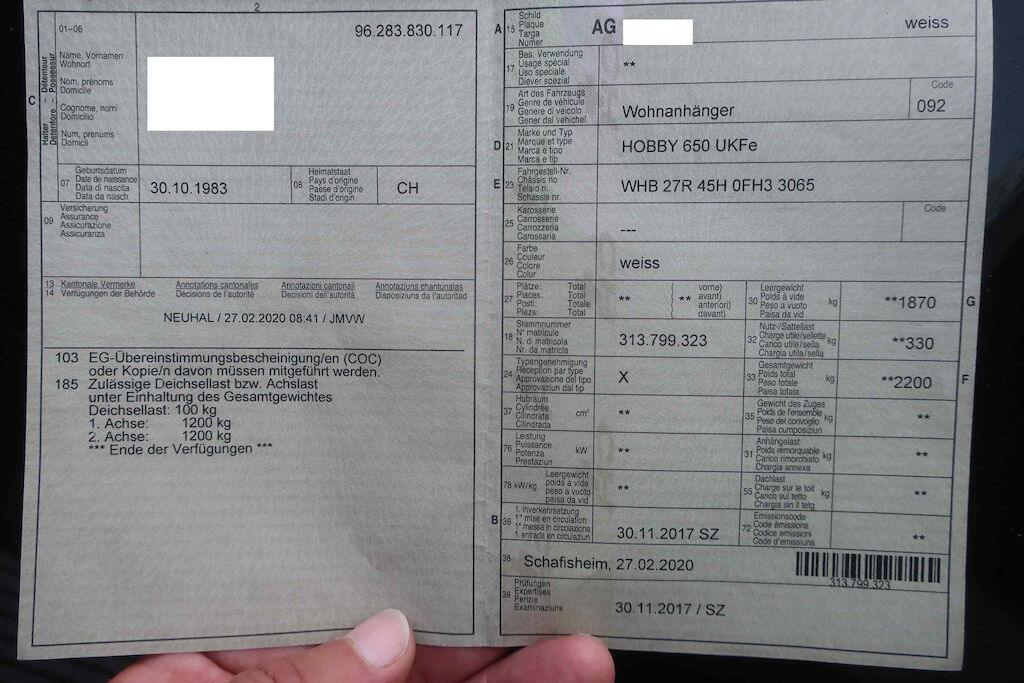 2
01–06
96.283.830.117
C
Halter – Détenteur
Detentore – Possessur
Name, Vornamen
Wohnort
Nom, prénoms
Domicile
Cognome, nomi
Domicilio
Num, prenums
Domicil
07
Geburtsdatum
Date de naissance
Data di nascita
Data da nasch.
30.10.1983
08
Heimatstaat
Pays d'origine
Paese d'origine
Stadi d'origin
CH
09
Versicherung
Assurance
Assicurazione
Assicuranza
13 Kantonale Vermerke Annotations cantonales Annotazioni cantonali Annotaziuns chantunalas
14 Verfügungen der Behörde Décisions de l'autorité Decisioni dell'autorità Disposiziuns da l'autoritad
NEUHAL / 27.02.2020 08:41 / JMVW
103 EG-Übereinstimmungsbescheinigung/en (COC)
oder Kopie/n davon müssen mitgeführt werden.
185 Zulässige Deichsellast bzw. Achslast
unter Einhaltung des Gesamtgewichtes
Deichsellast: 100 kg
1. Achse: 1200 kg
2. Achse: 1200 kg
*** Ende der Verfügungen ***
A 15
Schild
Plaque
Targa
Numer
AG
weiss
17
Bes. Verwendung
Usage spécial
Uso speciale
Diever spezial
**
19
Art des Fahrzeugs
Genre de véhicule
Genere di veicolo
Gener dal vehichel
Wohnanhänger
Code
092
D 21
Marke und Typ
Marque et type
Marca e tipo
Marca e tip
HOBBY 650 UKFe
E 23
Fahrgestell-Nr.
Châssis no
Telaio n.
Schassis nr.
WHB 27R 45H 0FH3 3065
25
Karosserie
Carrosserie
Carrozzeria
Carossaria
---
Code
26
Farbe
Couleur
Colore
Colur
weiss
27
Plätze: Total
Places: Total
Posti: Totale
Plazs: Total
** ( ** vorne)
( avant)
( anteriori)
( davant)
30
Leergewicht
Poids à vide
Peso a vuoto
Paisa da vid
kg
**1870
G
18
Stammnummer
N° matricule
N. di matricola
Nr. da matricla
313.799.323
32
Nutz-/Sattellast
Charge utile/sellette
Carico utile/sella
Chargia utila/sella
kg
**330
24
Typengenehmigung
Réception par type
Approvazione del tipo
Approvaziun dal tip
X
33
Gesamtgewicht
Poids total
Peso totale
Paisa totala
kg
**2200
F
37
Hubraum
Cylindrée
Cilindrata
Cilindrada
cm³
**
35
Gewicht des Zuges
Poids de l'ensemble
Peso del convoglio
Paisa cumposiziun
kg
**
76
Leistung
Puissance
Potenza
Prestaziun
kW
**
31
Anhängelast
Poids remorquable
Carico rimorchiato
Chargia annexa
kg
**
78 kW/kg
Leergewicht
poids à vide
peso a vuoto
paisa da vid
**
55
Dachlast
Charge sur le toit
Carico sul tetto
Chargia sin il tetg
kg
**
B 36
1. Inverkehrsetzung
1re mise en circulation
1a messa in circolazione
1. entrada en circulaziun
30.11.2017 SZ
72
Emissionscode
Code émissions
Codice emissioni
Code d'emissiuns
**
38
Schafisheim, 27.02.2020
313.799.323
39
Prüfungen
Expertises
Perizie
Examinaziuns
30.11.2017 / SZ